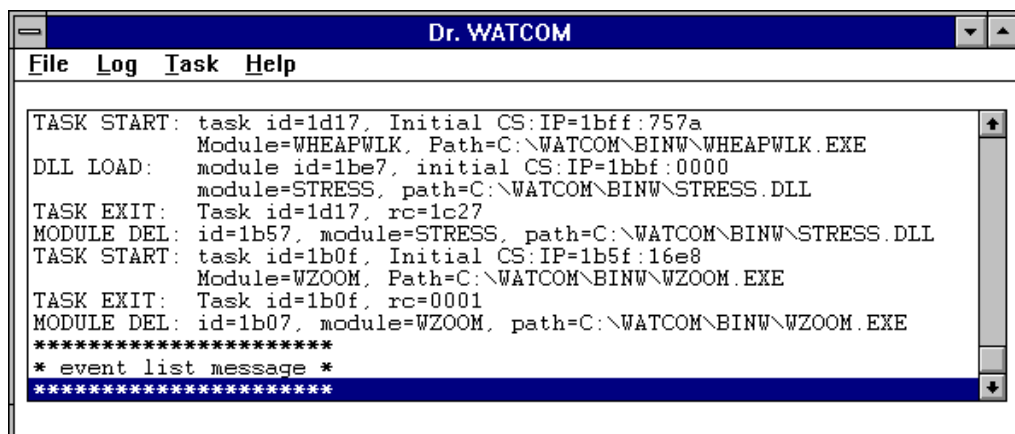 Dr. WATCOM
File Log Task Help
TASK START: task id=1d17, Initial CS:IP=1bff:757a
Module=WHEAPWLK, Path=C:\WATCOM\BINW\WHEAPWLK.EXE
DLL LOAD: module id=1be7, initial CS:IP=1bbf:0000
module=STRESS, path=C:\WATCOM\BINW\STRESS.DLL
TASK EXIT: Task id=1d17, rc=1c27
MODULE DEL: id=1b57, module=STRESS, path=C:\WATCOM\BINW\STRESS.DLL
TASK START: task id=1b0f, Initial CS:IP=1b5f:16e8
Module=WZOOM, Path=C:\WATCOM\BINW\WZOOM.EXE
TASK EXIT: Task id=1b0f, rc=0001
MODULE DEL: id=1b07, module=WZOOM, path=C:\WATCOM\BINW\WZOOM.EXE
**********************
* event list message *
**********************